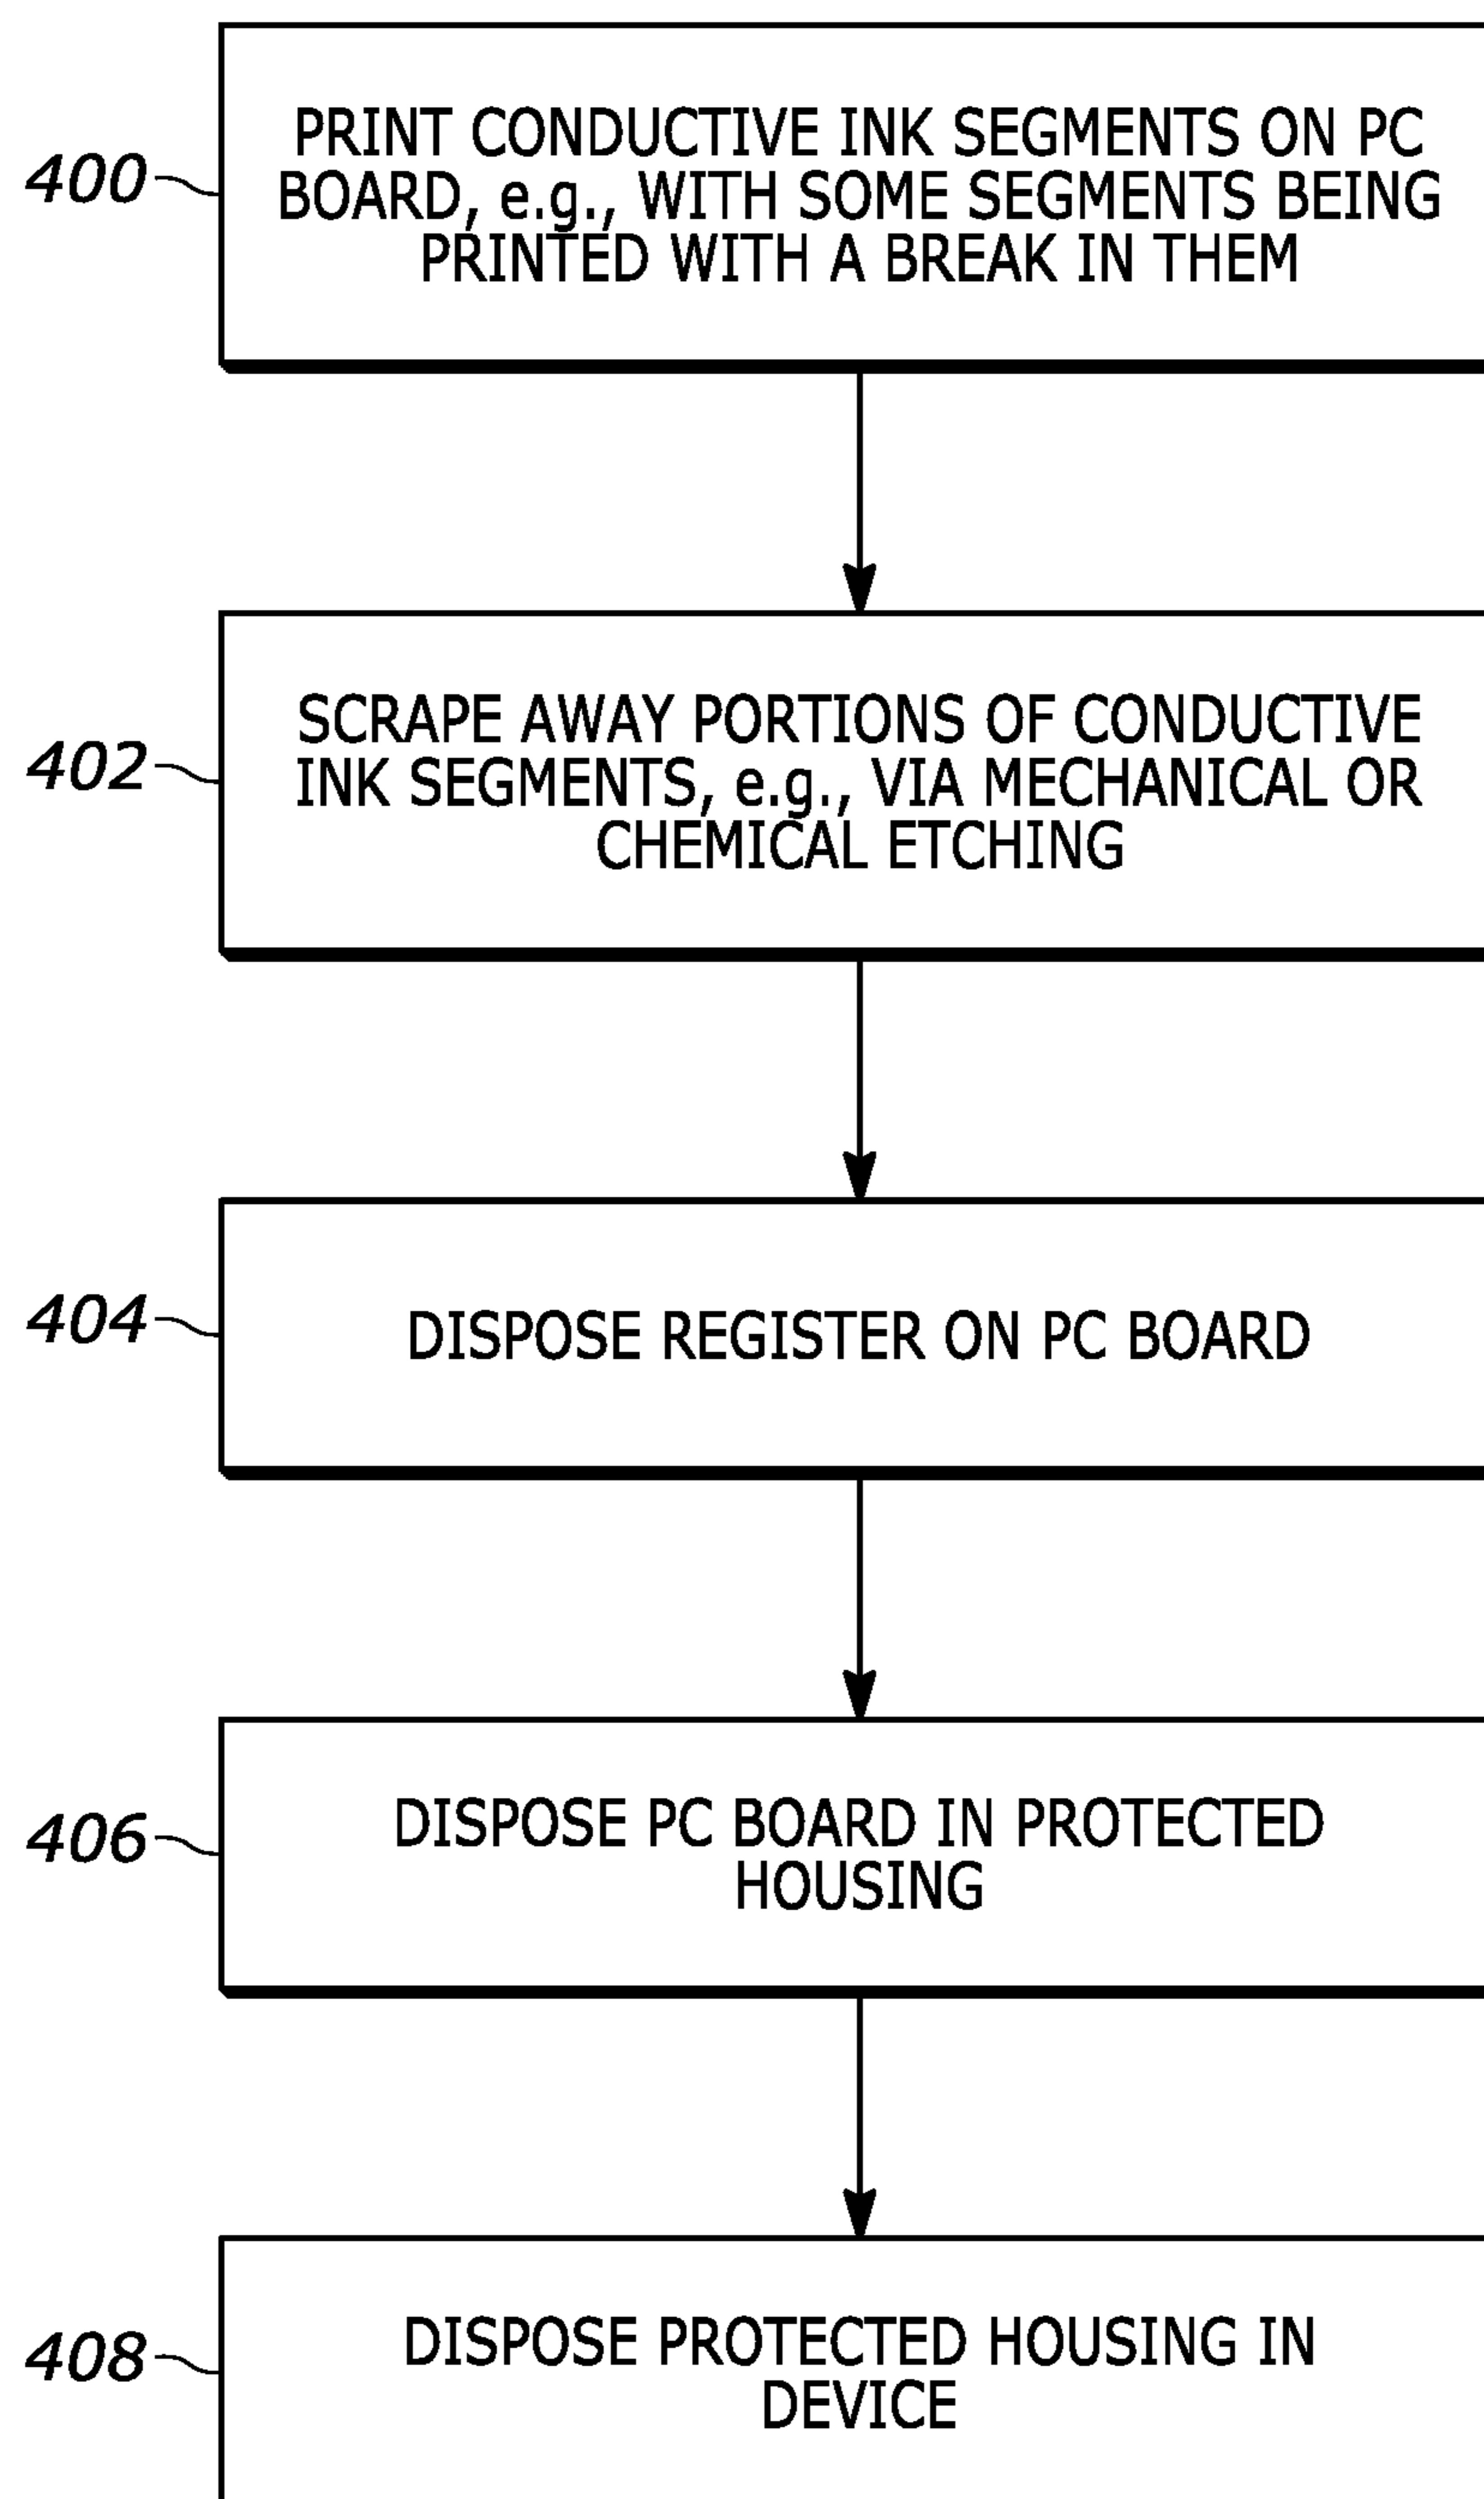 400
PRINT CONDUCTIVE INK SEGMENTS ON PC
BOARD, e.g., WITH SOME SEGMENTS BEING
PRINTED WITH A BREAK IN THEM
402
SCRAPE AWAY PORTIONS OF CONDUCTIVE
INK SEGMENTS, e.g., VIA MECHANICAL OR
CHEMICAL ETCHING
404
DISPOSE REGISTER ON PC BOARD
406
DISPOSE PC BOARD IN PROTECTED
HOUSING
408
DISPOSE PROTECTED HOUSING IN
DEVICE